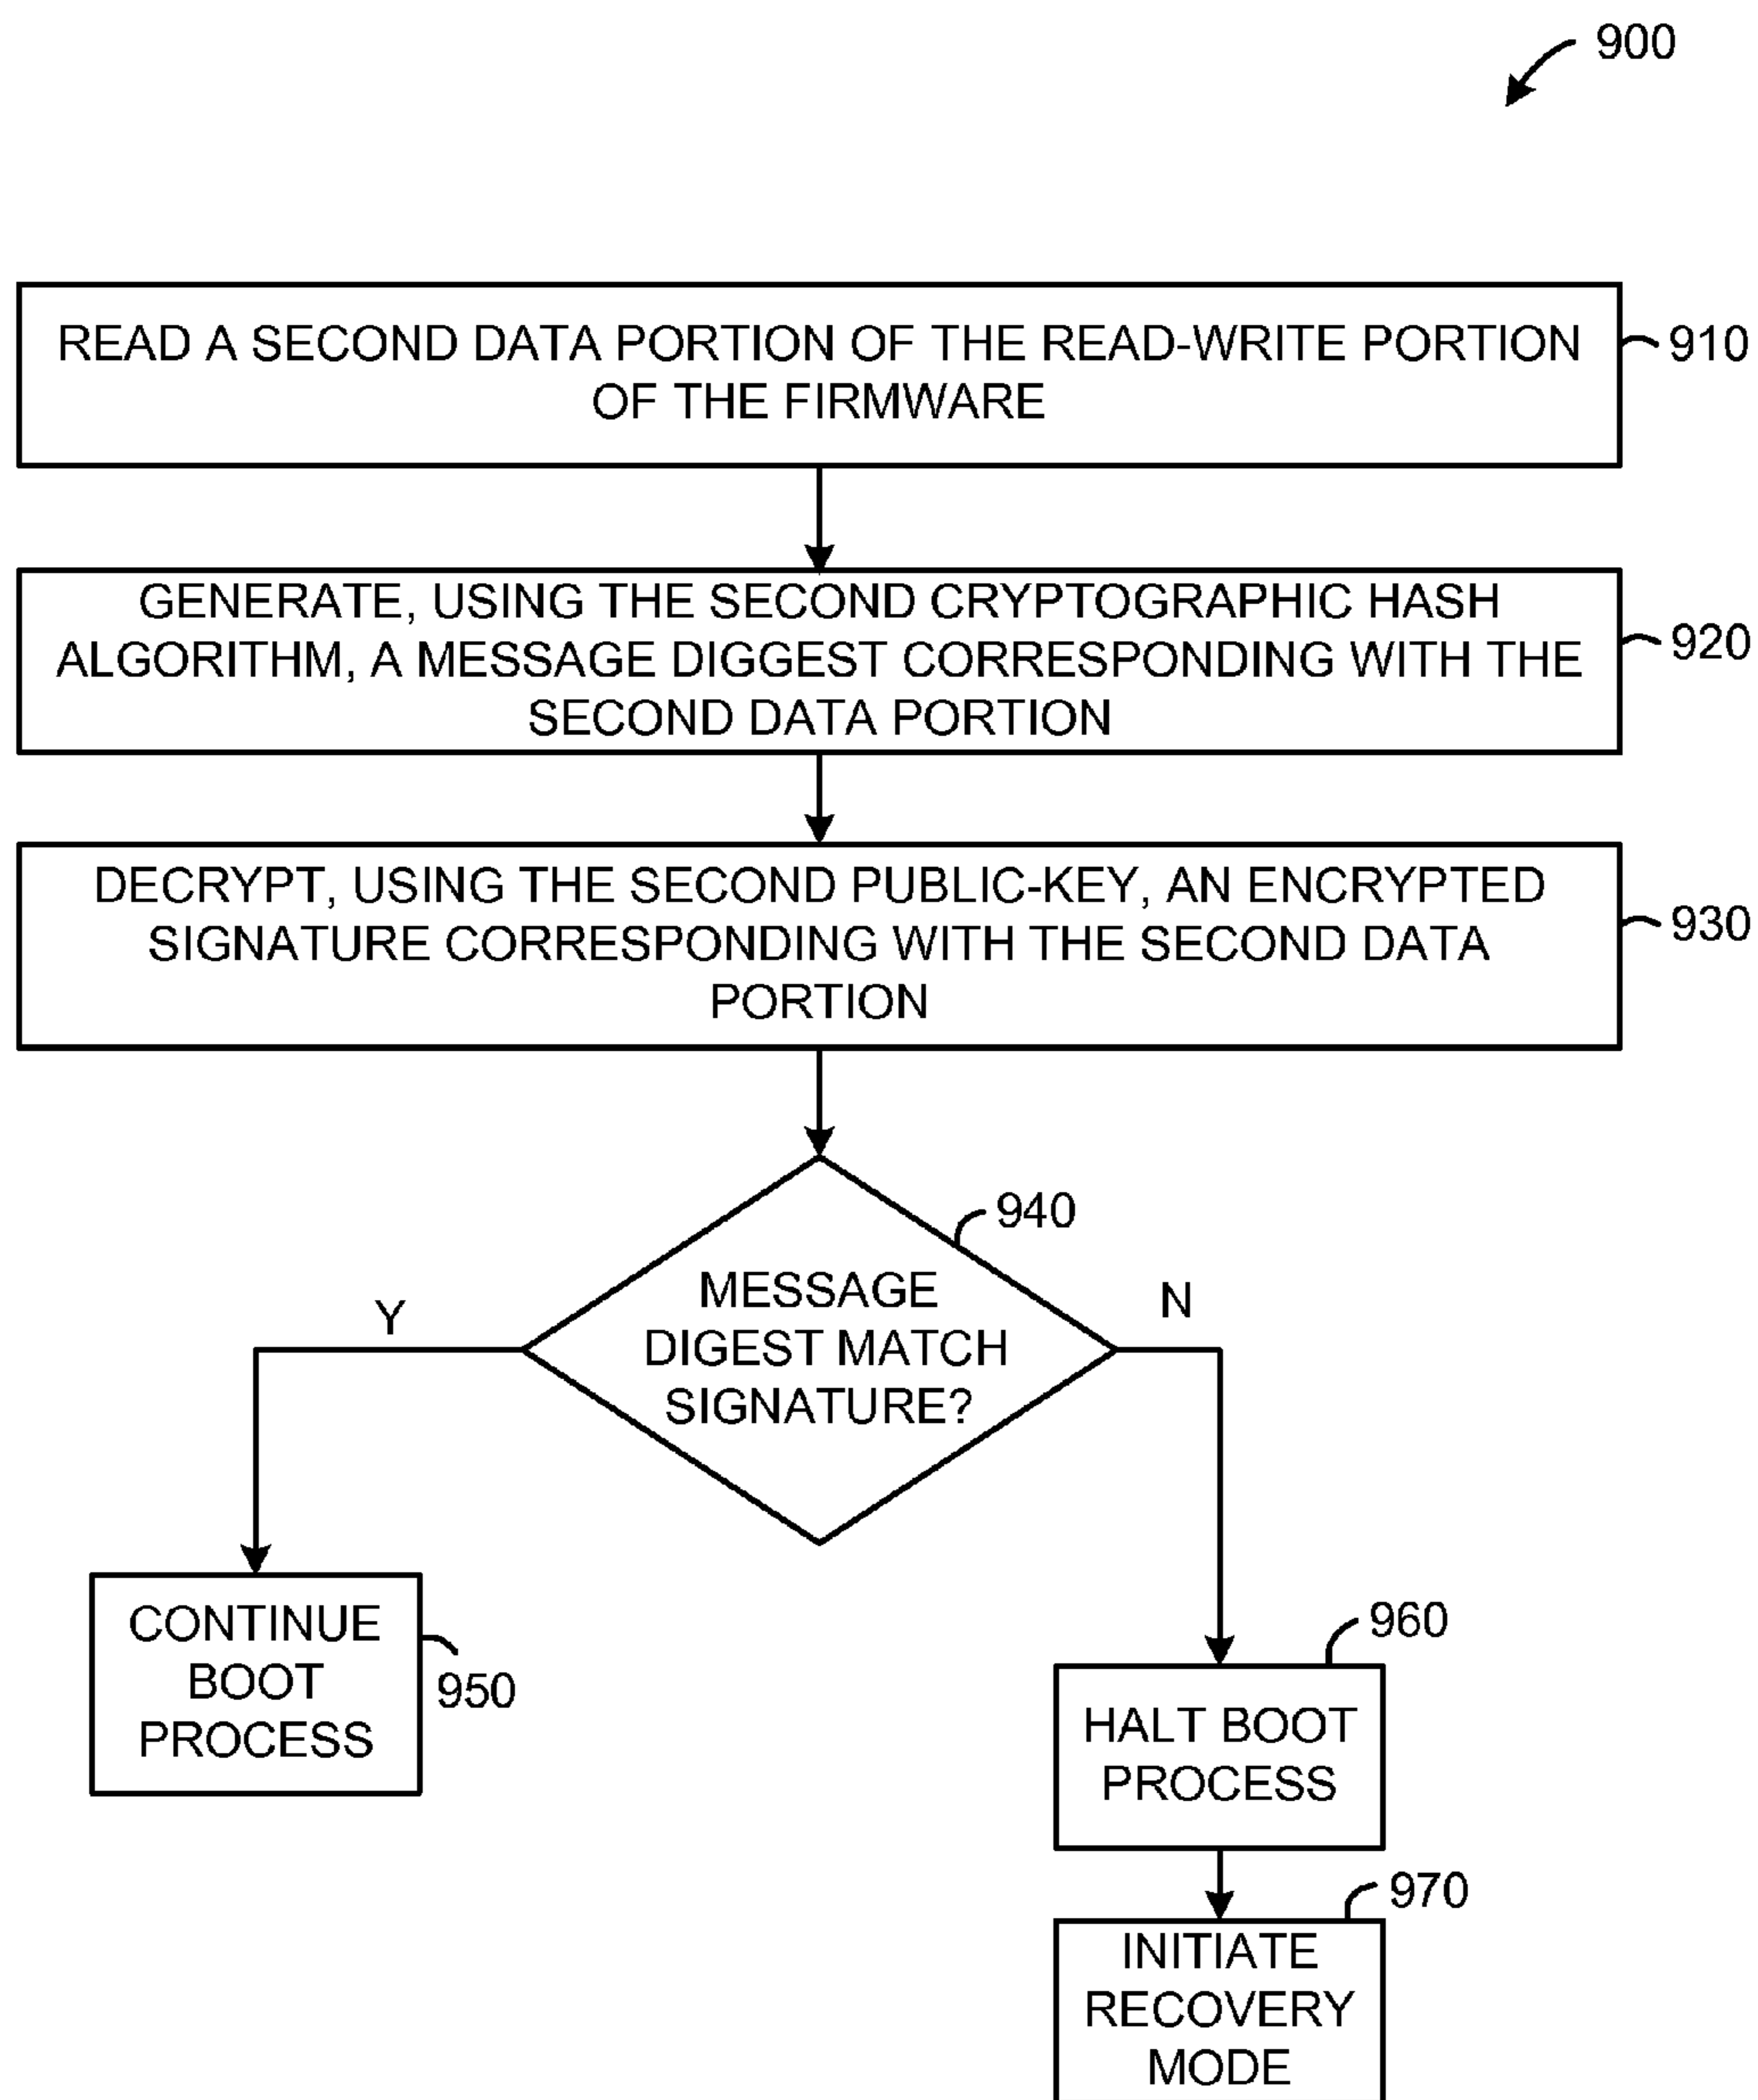 900
READ A SECOND DATA PORTION OF THE READ-WRITE PORTION
OF THE FIRMWARE
910
GENERATE, USING THE SECOND CRYPTOGRAPHIC HASH
ALGORITHM, A MESSAGE DIGGEST CORRESPONDING WITH THE
SECOND DATA PORTION
920
DECRYPT, USING THE SECOND PUBLIC-KEY, AN ENCRYPTED
SIGNATURE CORRESPONDING WITH THE SECOND DATA
PORTION
930
940
MESSAGE
DIGEST MATCH
SIGNATURE?
Y
N
CONTINUE
BOOT
PROCESS
950
960
HALT BOOT
PROCESS
970
INITIATE
RECOVERY
MODE